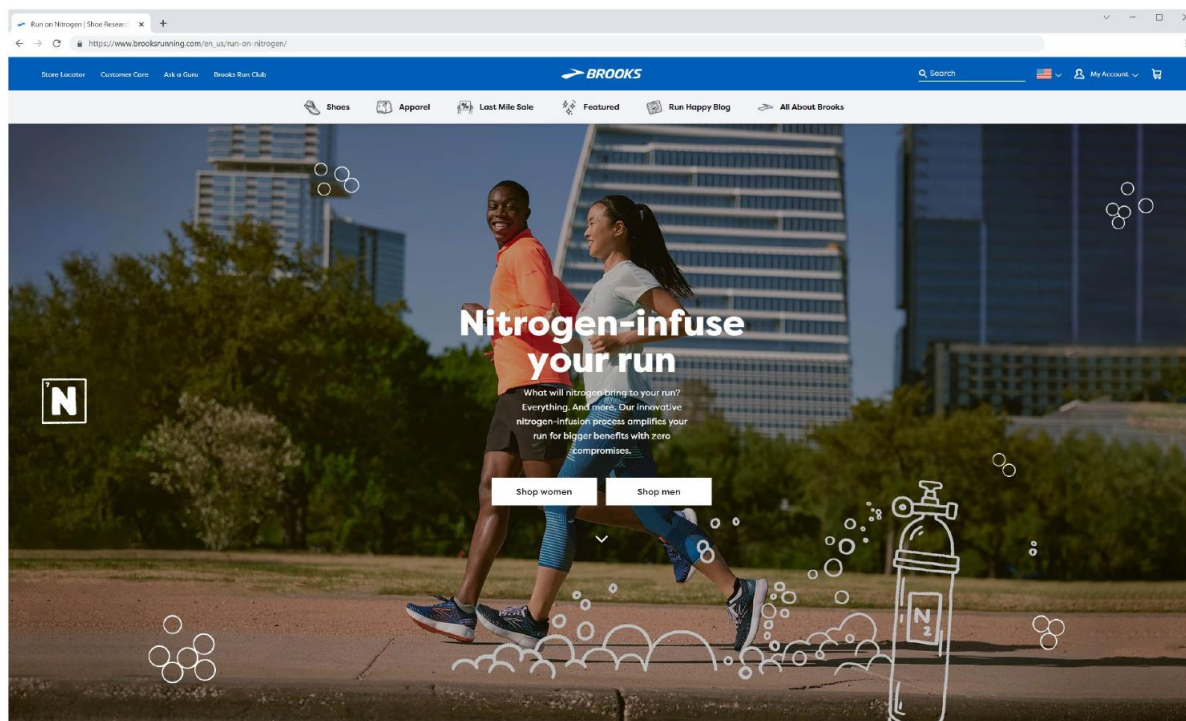 Run on Nitrogen | Shoe Researc
https://www.brooksrunning.com/en_us/run-on-nitrogen/
Store Locator Customer Care Ask a Guru Brooks Run Club BROOKS Search My Account
Shoes Apparel % Last Mile Sale Featured Run Happy Blog All About Brooks
Nitrogen-infuse
your run
7
N
What will nitrogen bring to your run?
Everything. And more. Our innovative
nitrogen-infusion process amplifies your
run for bigger benefits with zero
compromises.
Shop women Shop men
N
2